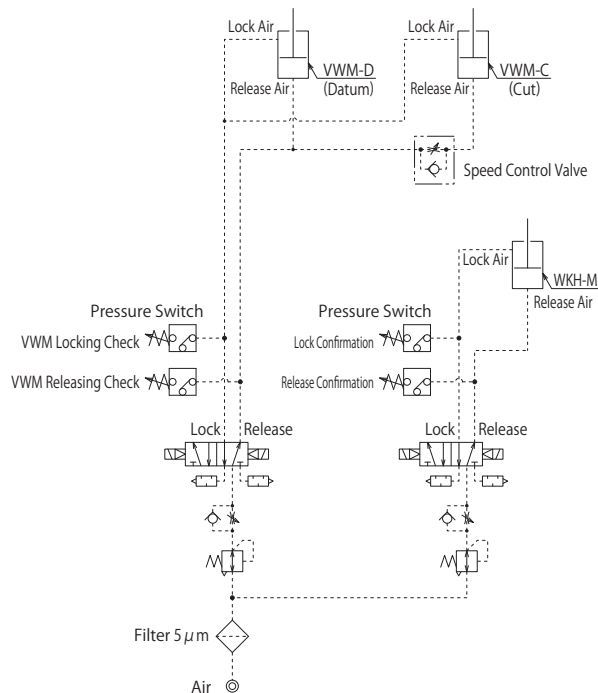 Lock Air
Lock Air
VWM-D
(Datum)
VWM-C
(Cut)
Release Air
Release Air
Speed Control Valve
Lock Air
WKH-M
Release Air
Pressure Switch
Pressure Switch
VWM Locking Check
Lock Confirmation
VWM Releasing Check
Release Confirmation
Lock
Release
Lock
Release
Filter 5μm
Air